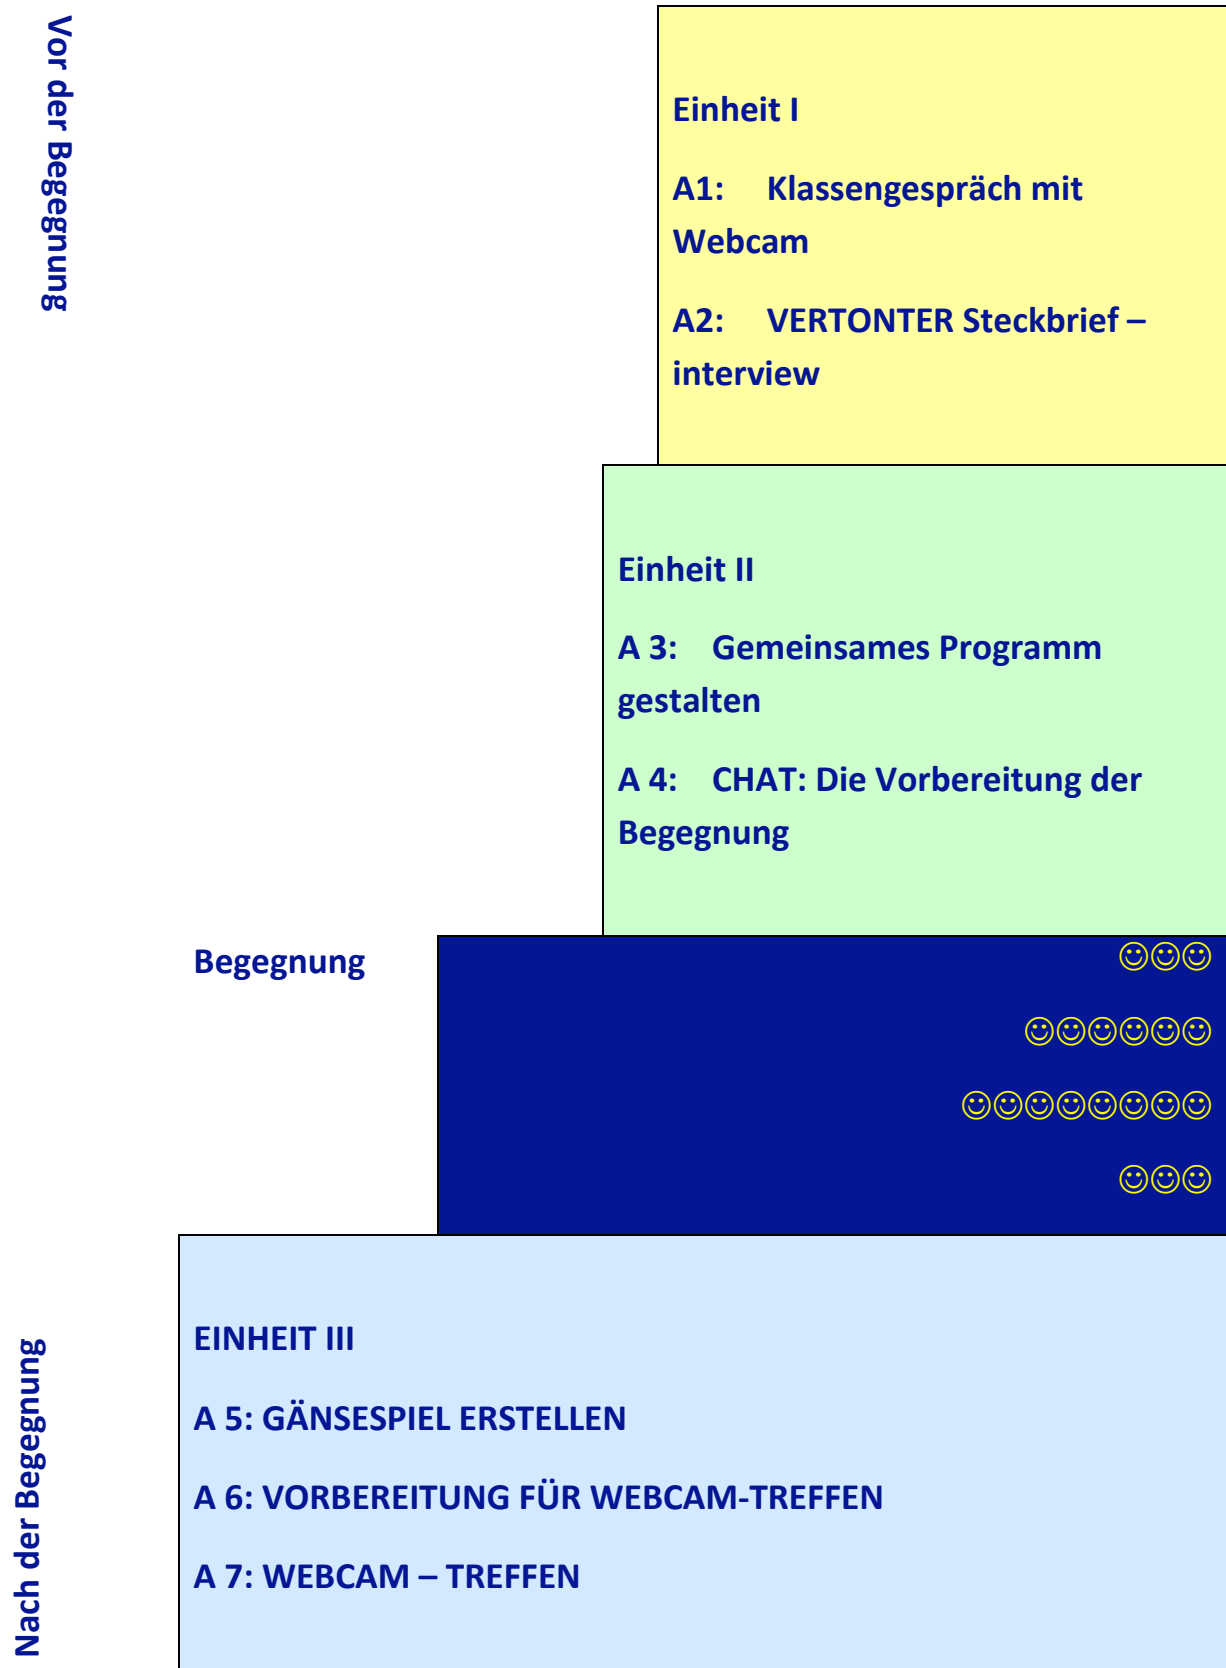 Vor der Begegnung
Einheit I
A1: Klassengespräch mit
Webcam
A2: VERTONTER Steckbrief –
interview
Einheit II
A 3: Gemeinsames Programm
gestalten
A 4: CHAT: Die Vorbereitung der
Begegnung
Begegnung
☺☺☺
☺☺☺☺☺☺
☺☺☺☺☺☺☺☺
☺☺☺
Nach der Begegnung
EINHEIT III
A 5: GÄNSESPIEL ERSTELLEN
A 6: VORBEREITUNG FÜR WEBCAM-TREFFEN
A 7: WEBCAM – TREFFEN